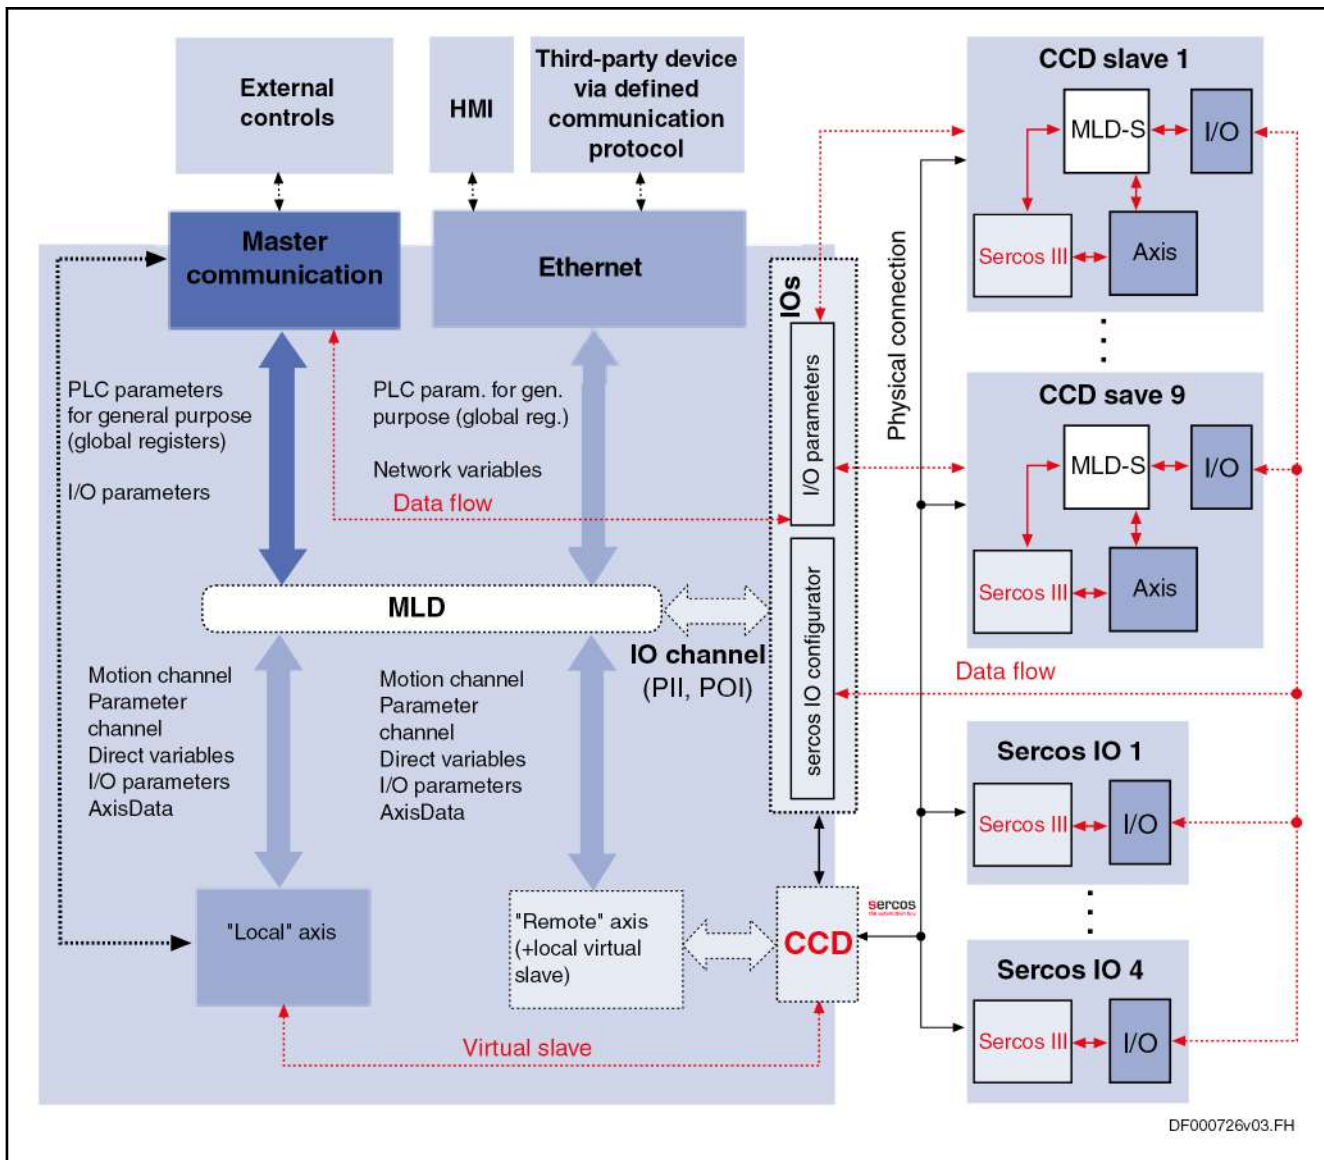 External
controls
HMI
Third-party device
via defined
communication
protocol
Master
communication
Ethernet
IOs
I/O parameters
sercos IO configurator
PLC parameters
for general purpose
(global registers)
I/O parameters
PLC param. for gen.
purpose (global reg.)
Network variables
Data flow
MLD
IO channel
(PII, POI)
Motion channel
Parameter
channel
Direct variables
I/O parameters
AxisData
Motion channel
Parameter
channel
Direct variables
I/O parameters
AxisData
"Local" axis
"Remote" axis
(+local virtual
slave)
CCD
Virtual slave
sercos
Physical connection
CCD slave 1
MLD-S
I/O
Sercos III
Axis
CCD save 9
MLD-S
I/O
Sercos III
Axis
Data flow
Sercos IO 1
Sercos III
I/O
Sercos IO 4
Sercos III
I/O
DF000726v03.FH